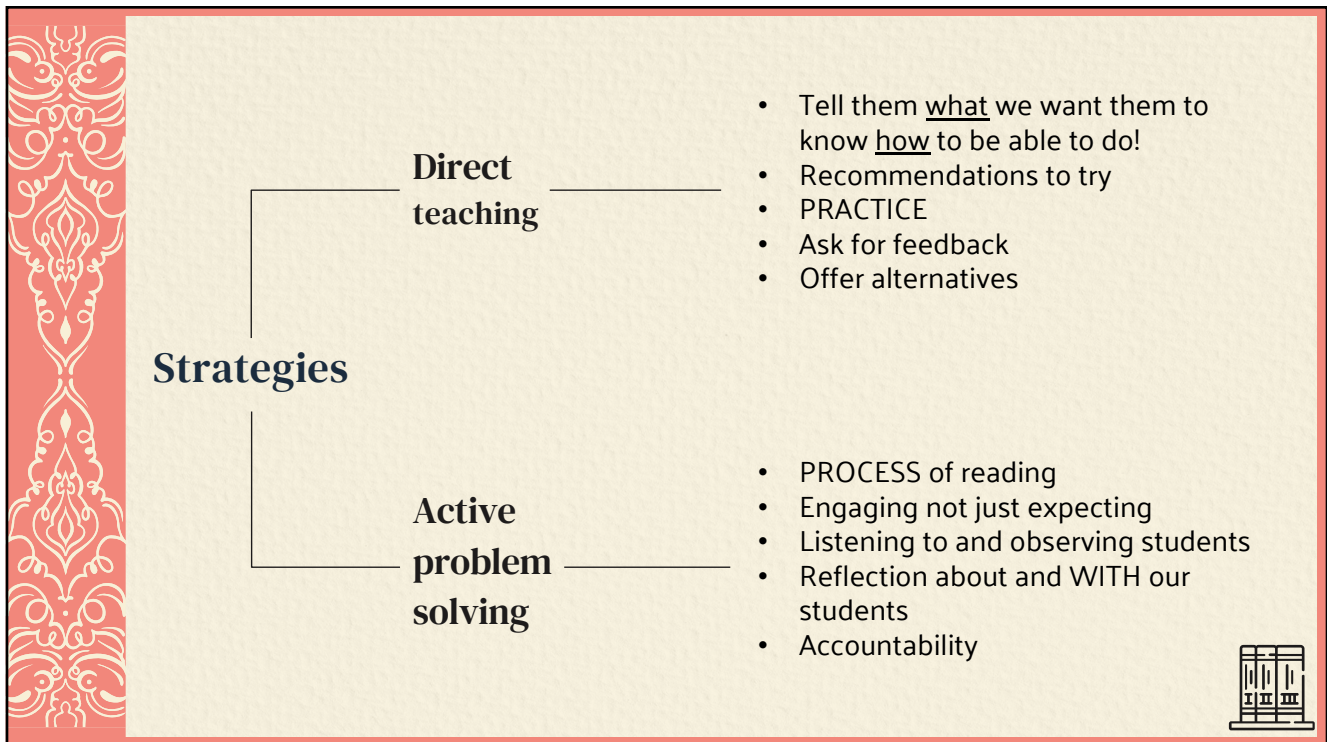 Strategies
Direct
teaching
• Tell them what we want them to
know how to be able to do!
• Recommendations to try
• PRACTICE
• Ask for feedback
• Offer alternatives
Active
problem
solving
• PROCESS of reading
• Engaging not just expecting
• Listening to and observing students
• Reflection about and WITH our
students
• Accountability
I II III